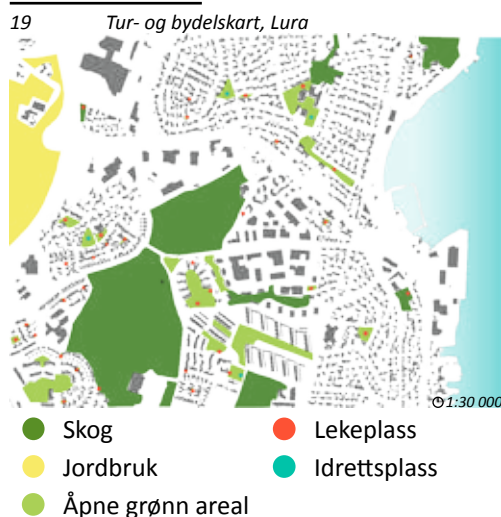 19 Tur- og bydelskart, Lura
1:30 000
Skog
Lekeplass
Jordbruk
Idrettsplass
Åpne grønn areal